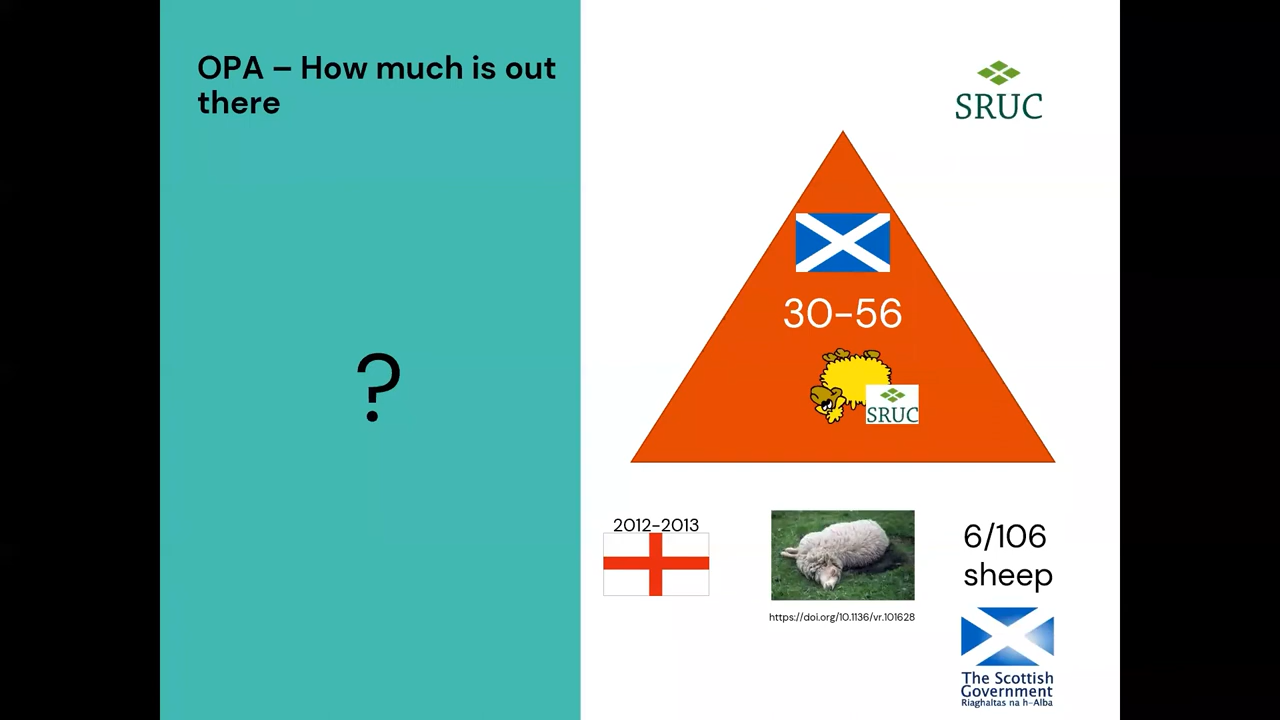 OPA – How much is out
there
?
SRUC
30-56
SRUC
2012-2013
https://doi.org/10.1136/vr.101628
6/106
sheep
The Scottish
Government
Riaghaltas na h-Alba